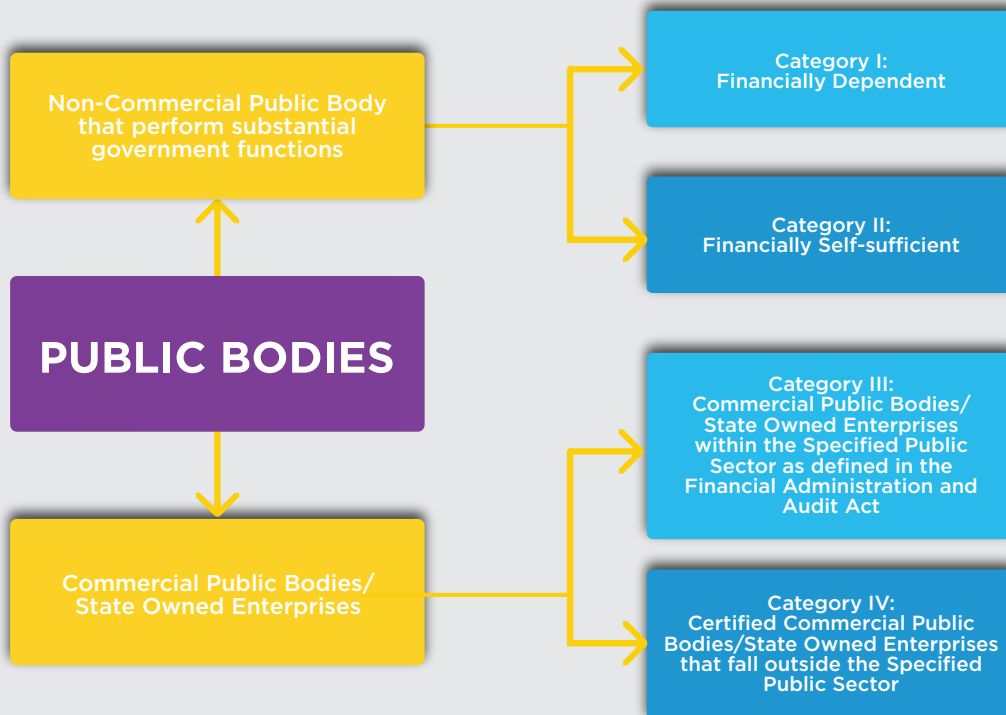 Non-Commercial Public Body
that perform substantial
government functions
PUBLIC BODIES
Commercial Public Bodies/
State Owned Enterprises
Category I:
Financially Dependent
Category II:
Financially Self-sufficient
Category III:
Commercial Public Bodies/
State Owned Enterprises
within the Specified Public
Sector as defined in the
Financial Administration and
Audit Act
Category IV:
Certified Commercial Public
Bodies/State Owned Enterprises
that fall outside the Specified
Public Sector